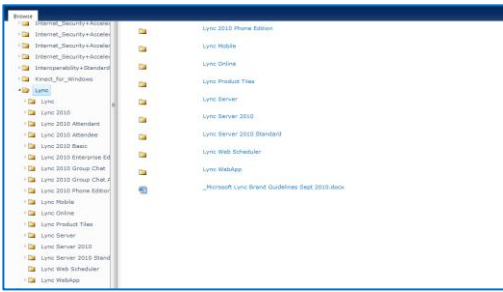 Browse
Internet_Security+Acceler
Internet_Security+Acceler
Internet_Security+Acceler
Internet_Security+Acceler
Interoperability+Standard
Kinect_for_Windows
Lync
Lync
Lync 2010
Lync 2010 Attendant
Lync 2010 Attendee
Lync 2010 Basic
Lync 2010 Enterprise Ed
Lync 2010 Group Chat
Lync 2010 Group Chat A
Lync 2010 Phone Edition
Lync Mobile
Lync Online
Lync Product Tiles
Lync Server
Lync Server 2010
Lync Server 2010 Stand
Lync Web Scheduler
Lync WebApp
Lync 2010 Phone Edition
Lync Mobile
Lync Online
Lync Product Tiles
Lync Server
Lync Server 2010
Lync Server 2010 Standard
Lync Web Scheduler
Lync WebApp
_Microsoft Lync Brand Guidelines Sept 2010.docx